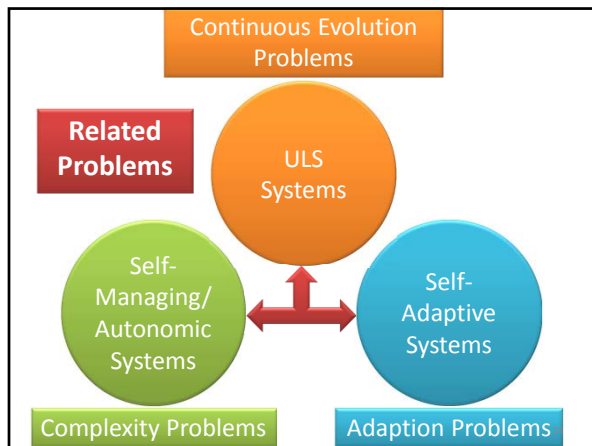 Continuous Evolution
Problems
Related
Problems
ULS
Systems
Self-
Managing/
Autonomic
Systems
Self-
Adaptive
Systems
Complexity Problems
Adaption Problems